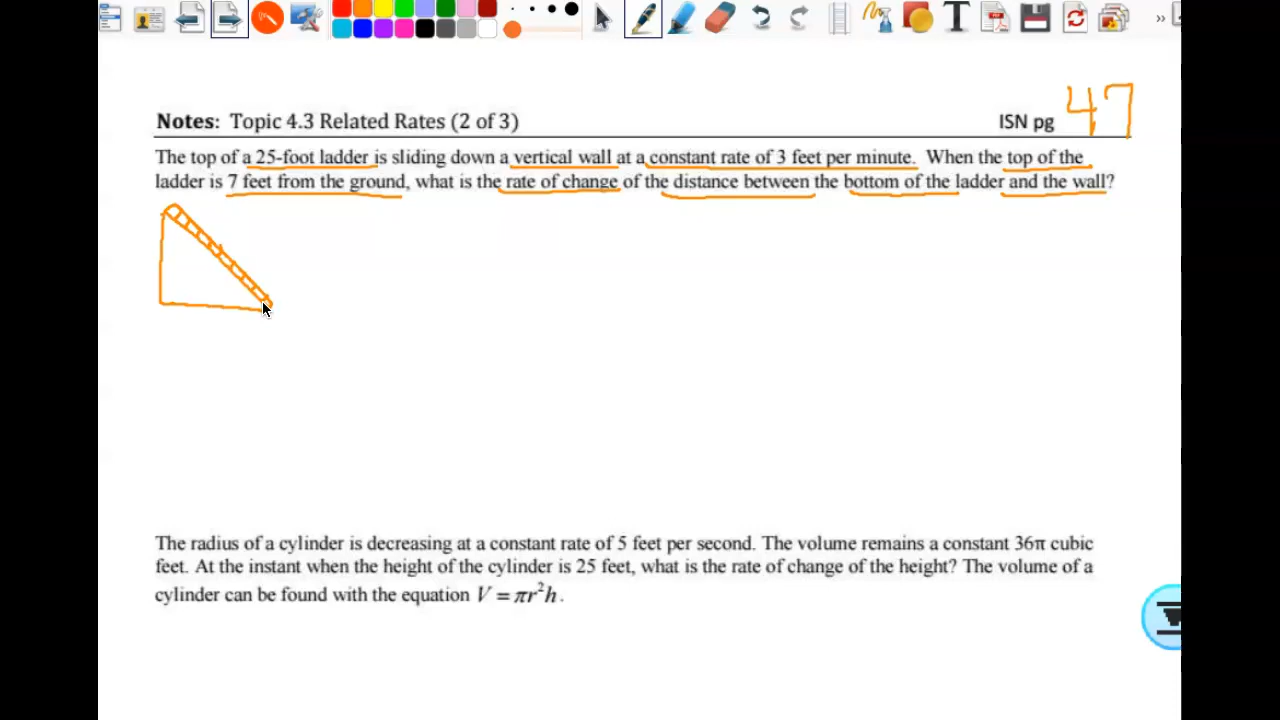 Notes: Topic 4.3 Related Rates (2 of 3) ISN pg 47
The top of a 25-foot ladder is sliding down a vertical wall at a constant rate of 3 feet per minute. When the top of the
ladder is 7 feet from the ground, what is the rate of change of the distance between the bottom of the ladder and the wall?
The radius of a cylinder is decreasing at a constant rate of 5 feet per second. The volume remains a constant 36π cubic
feet. At the instant when the height of the cylinder is 25 feet, what is the rate of change of the height? The volume of a
cylinder can be found with the equation V = πr²h.